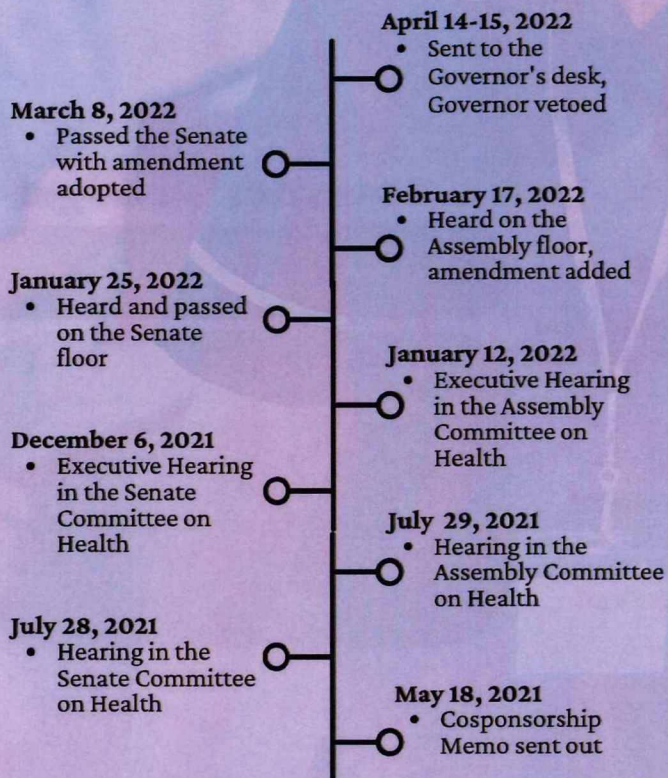 April 14-15, 2022
• Sent to the
Governor's desk,
Governor vetoed
March 8, 2022
• Passed the Senate
with amendment
adopted
February 17, 2022
• Heard on the
Assembly floor,
amendment added
January 25, 2022
• Heard and passed
on the Senate
floor
January 12, 2022
• Executive Hearing
in the Assembly
Committee on
Health
December 6, 2021
• Executive Hearing
in the Senate
Committee on
Health
July 29, 2021
• Hearing in the
Assembly Committee
on Health
July 28, 2021
• Hearing in the
Senate Committee
on Health
May 18, 2021
• Cosponsorship
Memo sent out